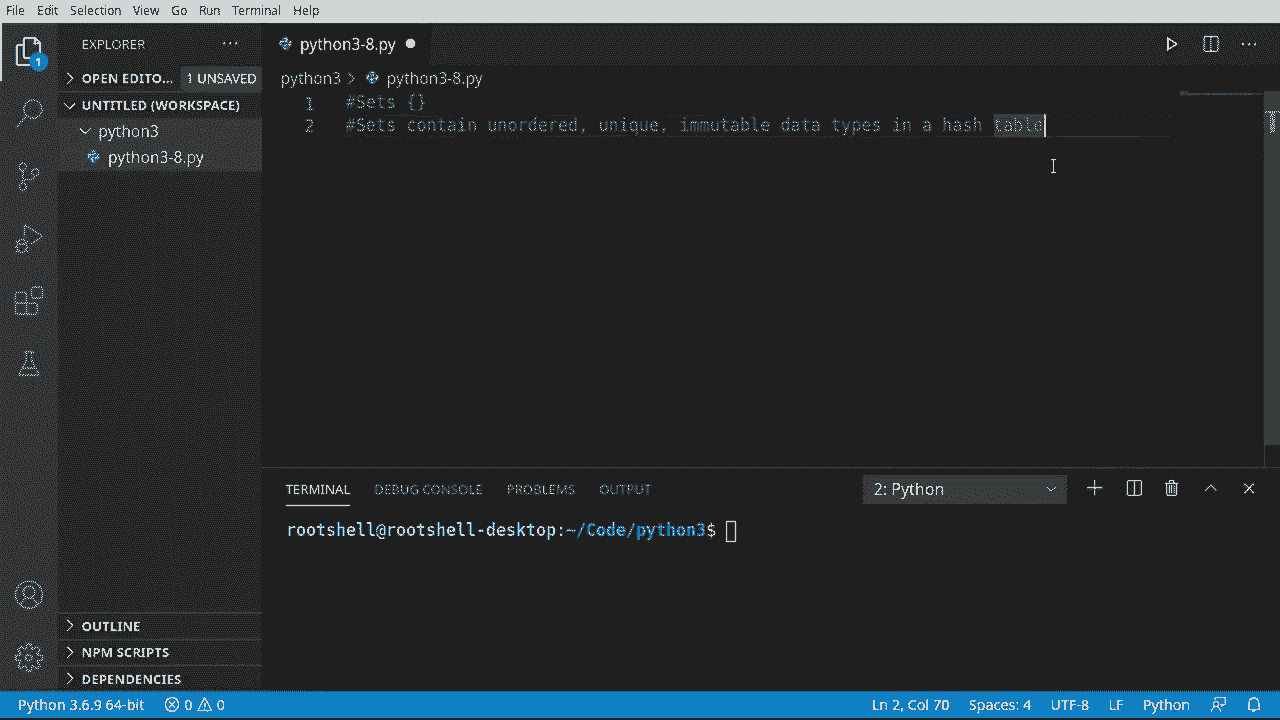 File Edit Selection View Go Run Terminal Help
EXPLORER ...
python3-8.py
OPEN EDITO... 1 UNSAVED
python3 > python3-8.py
UNTITLED (WORKSPACE)
1 #Sets {}
python3
2 #Sets contain unordered, unique, immutable data types in a hash table
python3-8.py
1
TERMINAL DEBUG CONSOLE PROBLEMS OUTPUT 2: Python
rootshell@rootshell-desktop:~/Code/python3$
OUTLINE
NPM SCRIPTS
DEPENDENCIES
Python 3.6.9 64-bit 0 0 Ln 2, Col 70 Spaces: 4 UTF-8 LF Python